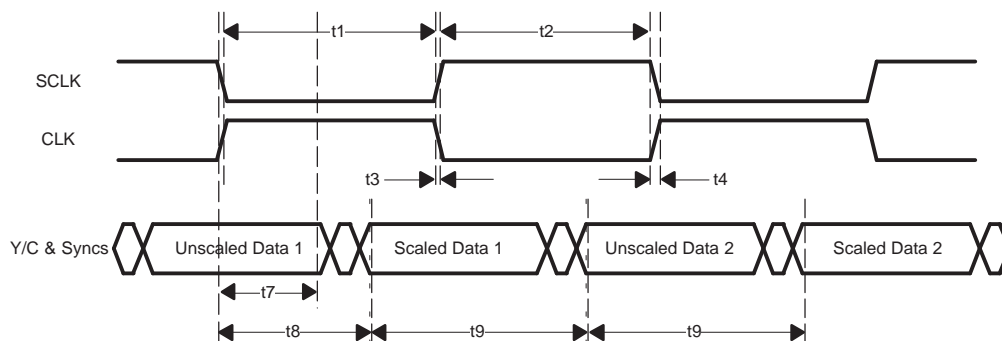 t1
t2
SCLK
CLK
t3
t4
Y/C & Syncs
Unscaled Data 1
Scaled Data 1
Unscaled Data 2
Scaled Data 2
t7
t8
t9
t9